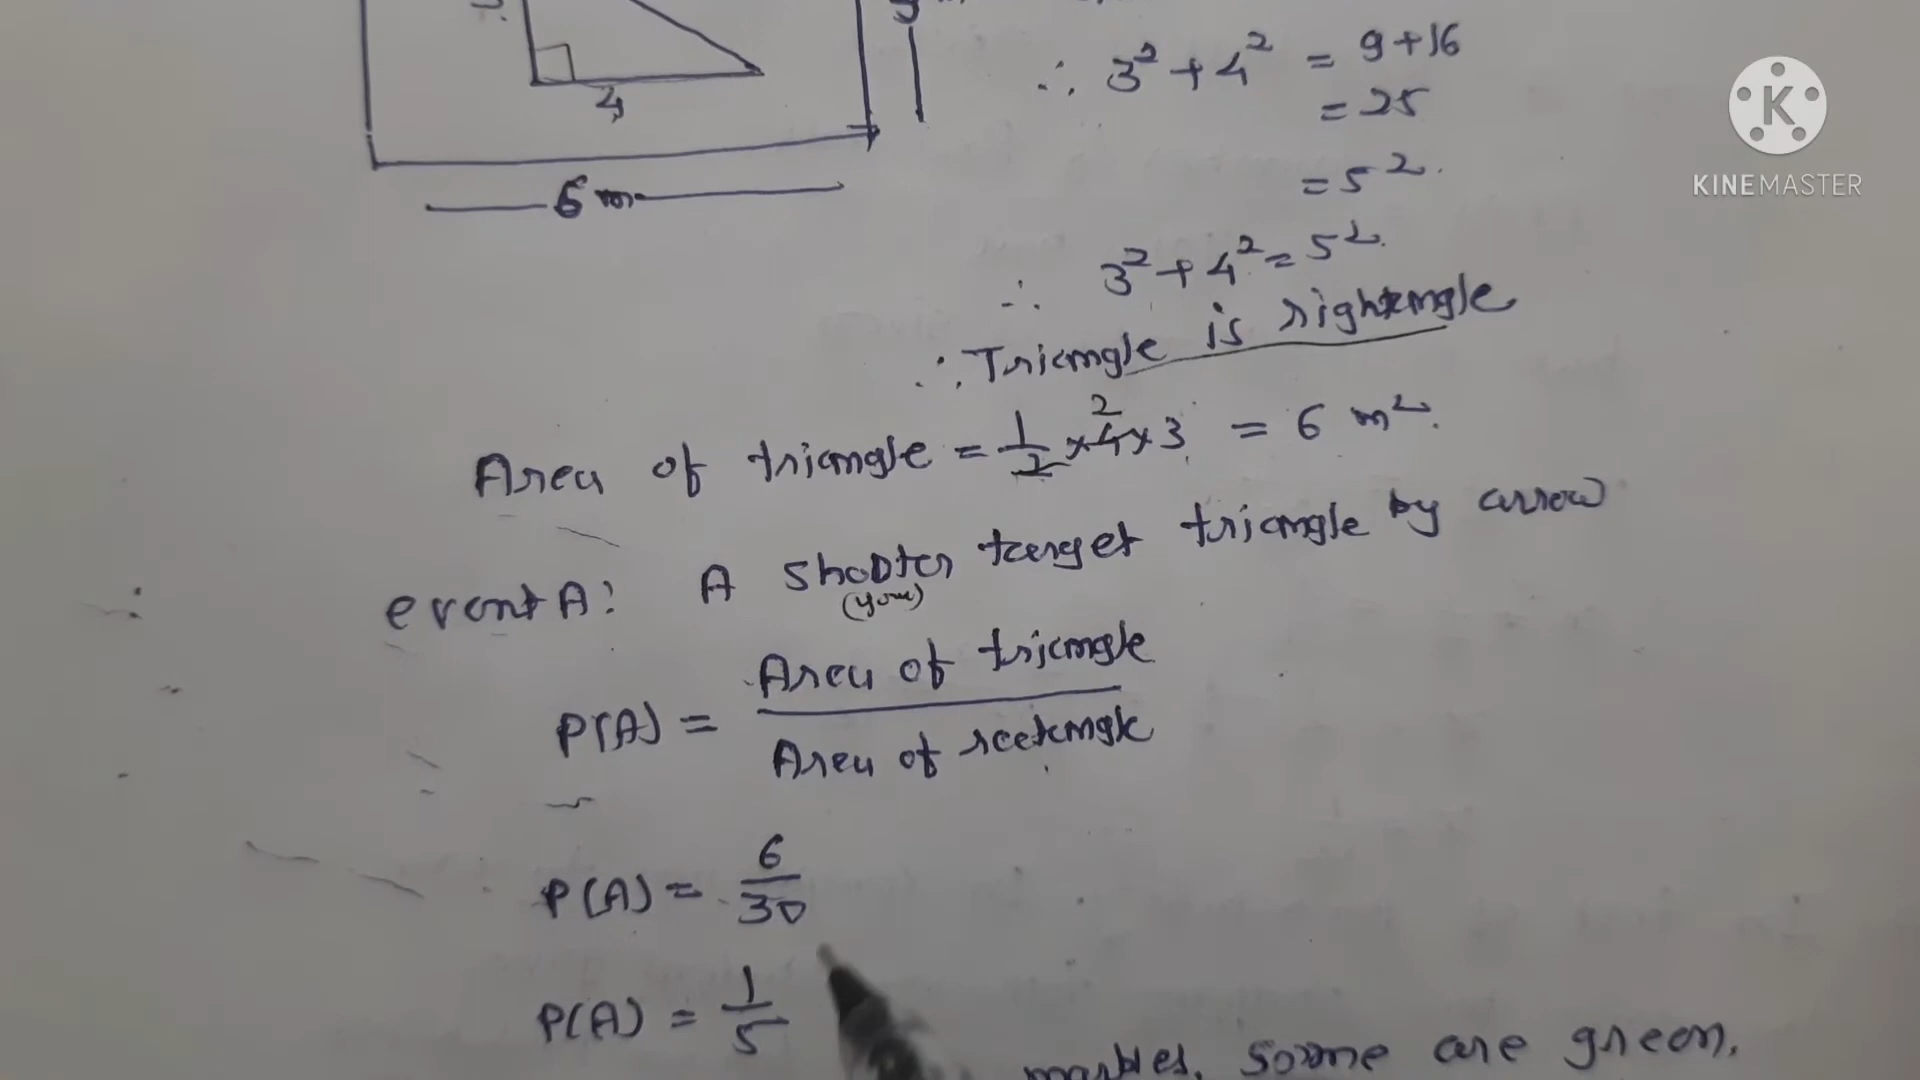 4
6 m
∴ 3² + 4² = 9 + 16
= 25
= 5².
∴ 3² + 4² = 5².
∴ Triangle is rightangle
Area of triangle = 1/2 × 4 × 3 = 6 m².
2
event A: A shooter target triangle by arrow
(you)
P(A) = Area of triangle / Area of rectangle
P(A) = 6/30
P(A) = 1/5
marbles. Some are green.
KINEMASTER